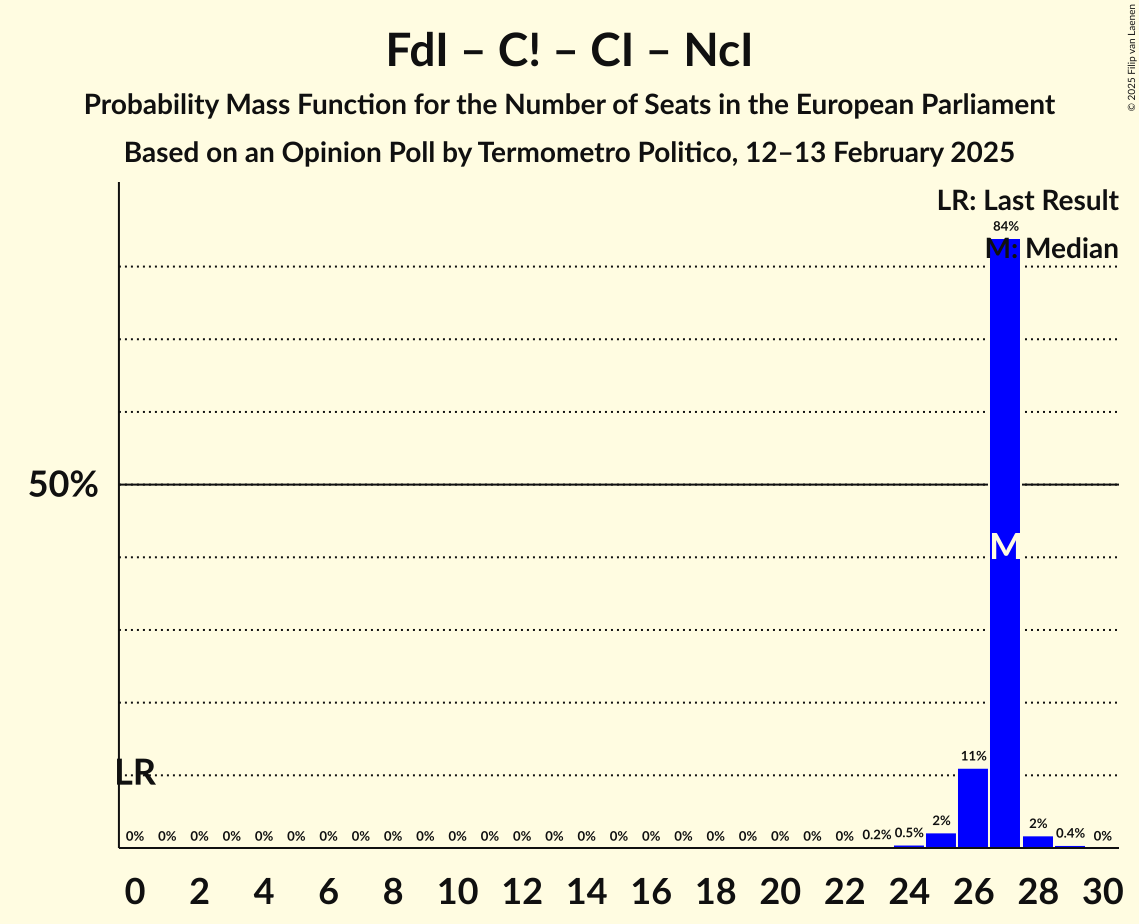 FdI – C! – CI – NcI
Probability Mass Function for the Number of Seats in the European Parliament
Based on an Opinion Poll by Termometro Politico, 12–13 February 2025
© 2025 Filip van Laenen
LR: Last Result
84%
M: Median
50%
M
LR
11%
0% 0% 0% 0% 0% 0% 0% 0% 0% 0% 0% 0% 0% 0% 0% 0% 0% 0% 0% 0% 0% 0% 0% 0.2% 0.5% 2% 2% 0.4% 0%
0 2 4 6 8 10 12 14 16 18 20 22 24 26 28 30